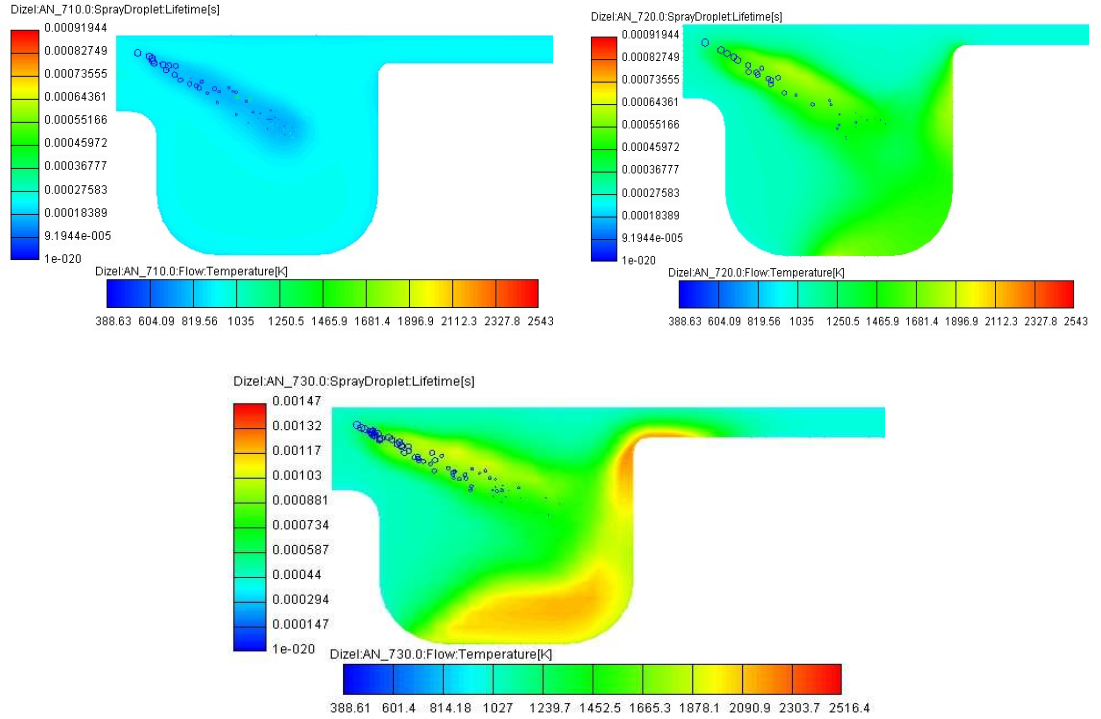 Dizel:AN_710.0:SprayDroplet:Lifetime[s]
0.00091944
0.00082749
0.00073555
0.00064361
0.00055166
0.00045972
0.00036777
0.00027583
0.00018389
9.1944e-005
1e-020
Dizel:AN_710.0:Flow:Temperature[K]
388.63 604.09 819.56 1035 1250.5 1465.9 1681.4 1896.9 2112.3 2327.8 2543
Dizel:AN_720.0:SprayDroplet:Lifetime[s]
0.00091944
0.00082749
0.00073555
0.00064361
0.00055166
0.00045972
0.00036777
0.00027583
0.00018389
9.1944e-005
1e-020
Dizel:AN_720.0:Flow:Temperature[K]
388.63 604.09 819.56 1035 1250.5 1465.9 1681.4 1896.9 2112.3 2327.8 2543
Dizel:AN_730.0:SprayDroplet:Lifetime[s]
0.00147
0.00132
0.00117
0.00103
0.000881
0.000734
0.000587
0.00044
0.000294
0.000147
1e-020
Dizel:AN_730.0:Flow:Temperature[K]
388.61 601.4 814.18 1027 1239.7 1452.5 1665.3 1878.1 2090.9 2303.7 2516.4